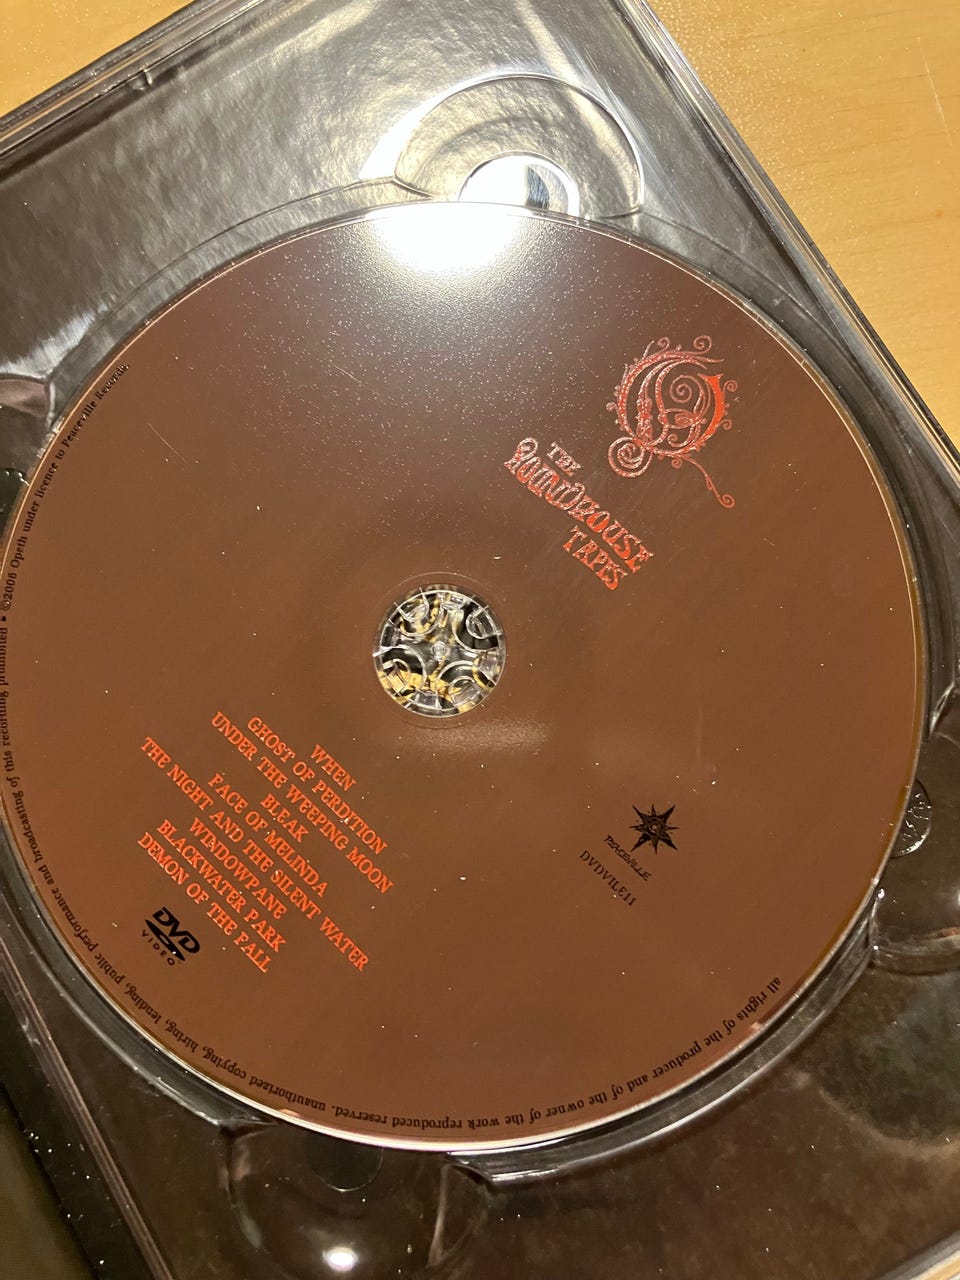 THE
ROUNDHOUSE
TAPES
WHEN
GHOST OF PERDITION
UNDER THE WEEPING MOON
BLEAK
FACE OF MELINDA
THE NIGHT AND THE SILENT WATER
WINDOWPANE
BLACKWATER PARK
DEMON OF THE FALL
DVD
VIDEO
PEACEVILLE
DVDVILE11
all rights of the producer and of the owner of the work reproduced reserved. unauthorized copying, hiring, lending, public performance and broadcasting of this recording prohibited • ©2008 Opeth under licence to Peaceville Records.